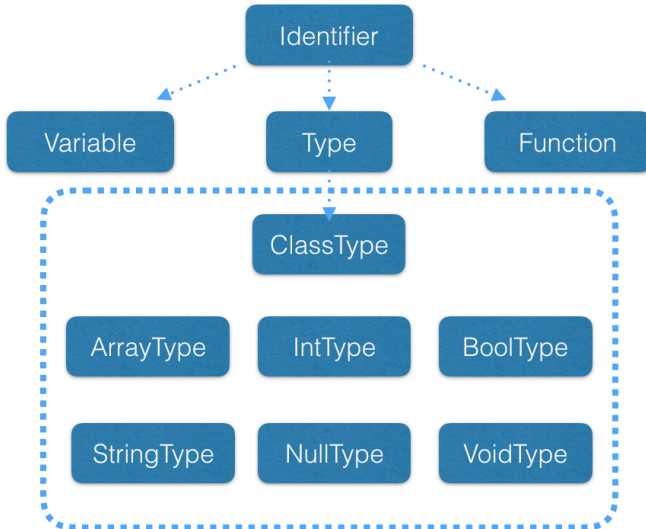 Identifier
Variable
Type
Function
ClassType
ArrayType
IntType
BoolType
StringType
NullType
VoidType